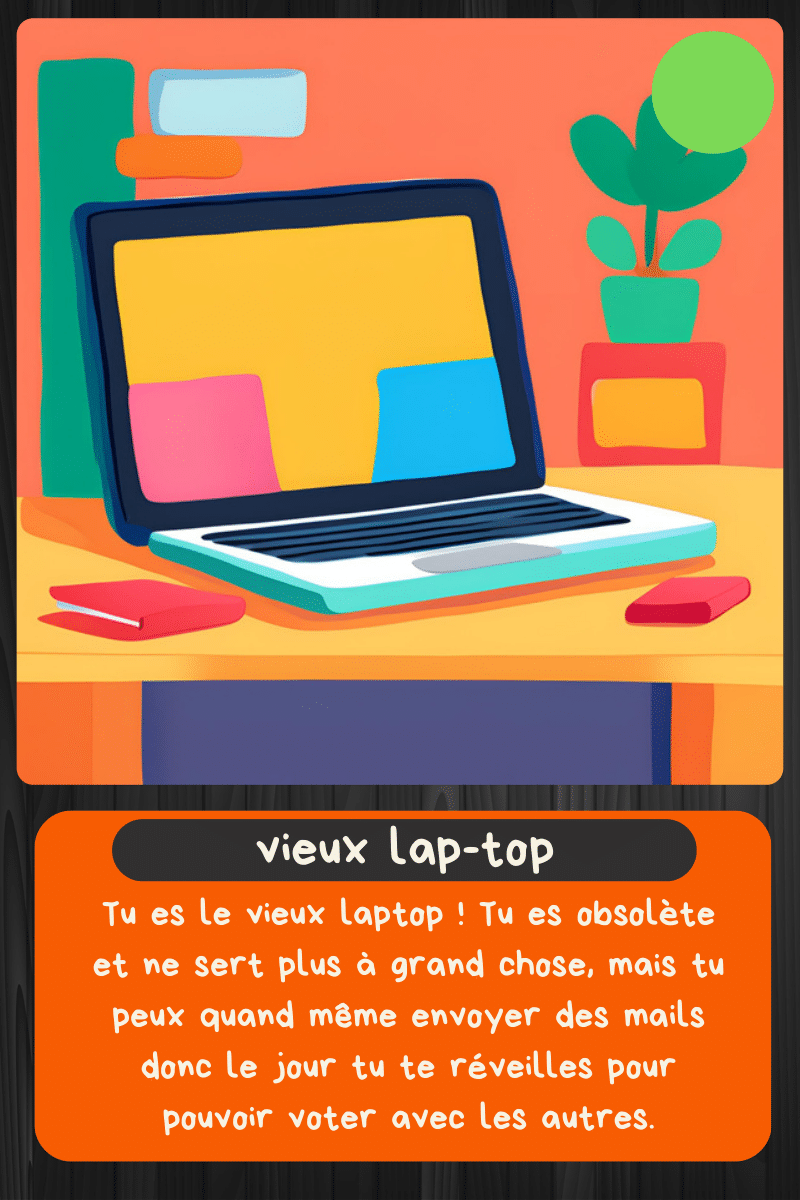 vieux lap-top
Tu es le vieux laptop ! Tu es obsolète
et ne sert plus à grand chose, mais tu
peux quand même envoyer des mails
donc le jour tu te réveilles pour
pouvoir voter avec les autres.